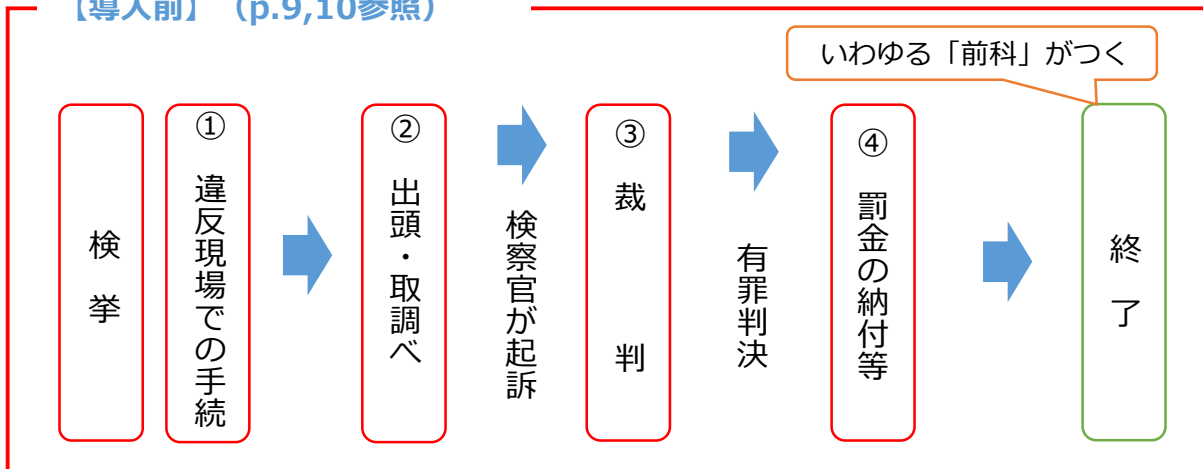 【導入前】（p.9,10参照）
いわゆる「前科」がつく
検挙
① 違反現場での手続
② 出頭・取調べ
検察官が起訴
③ 裁判
有罪判決
④ 罰金の納付等
終了